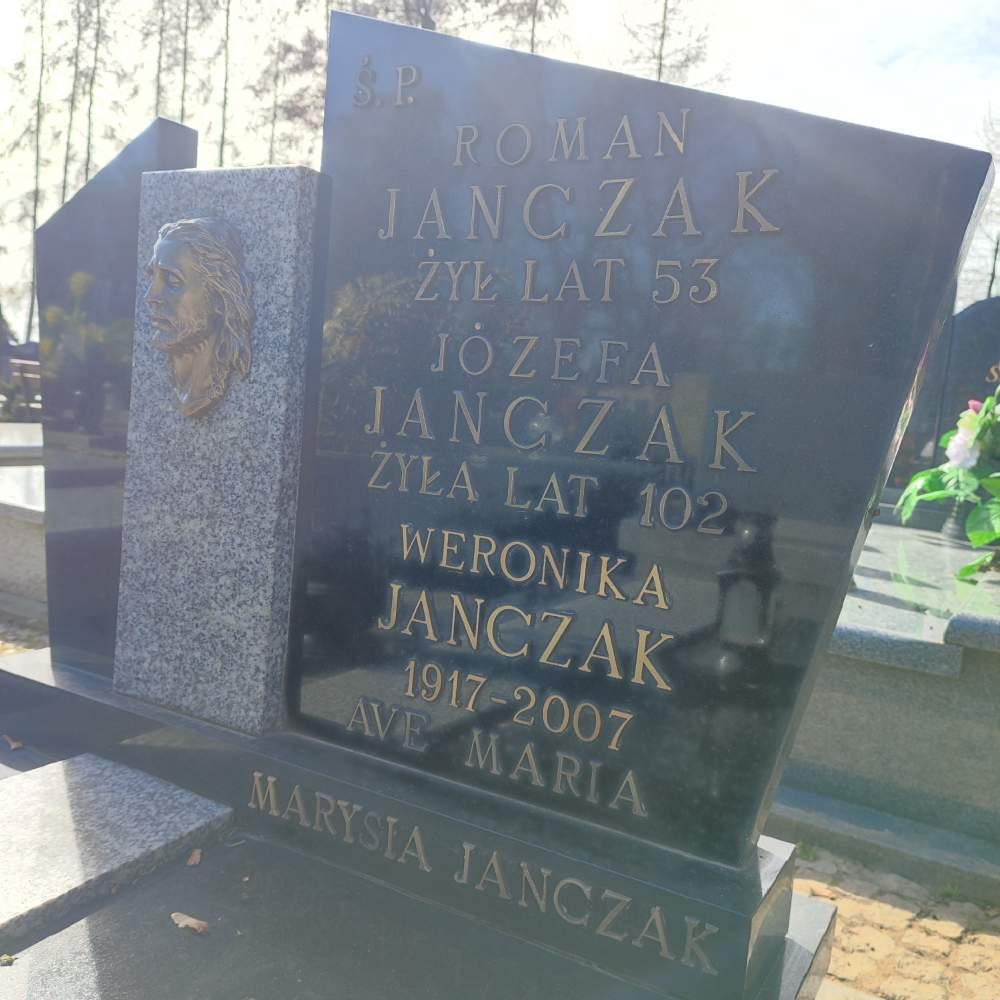 Ś. P.
ROMAN
JANCZAK
ŻYŁ LAT 53
JÓZEFA
JANCZAK
ŻYŁA LAT 102
WERONIKA
JANCZAK
1917-2007
AVE MARIA
MARYSIA JANCZAK